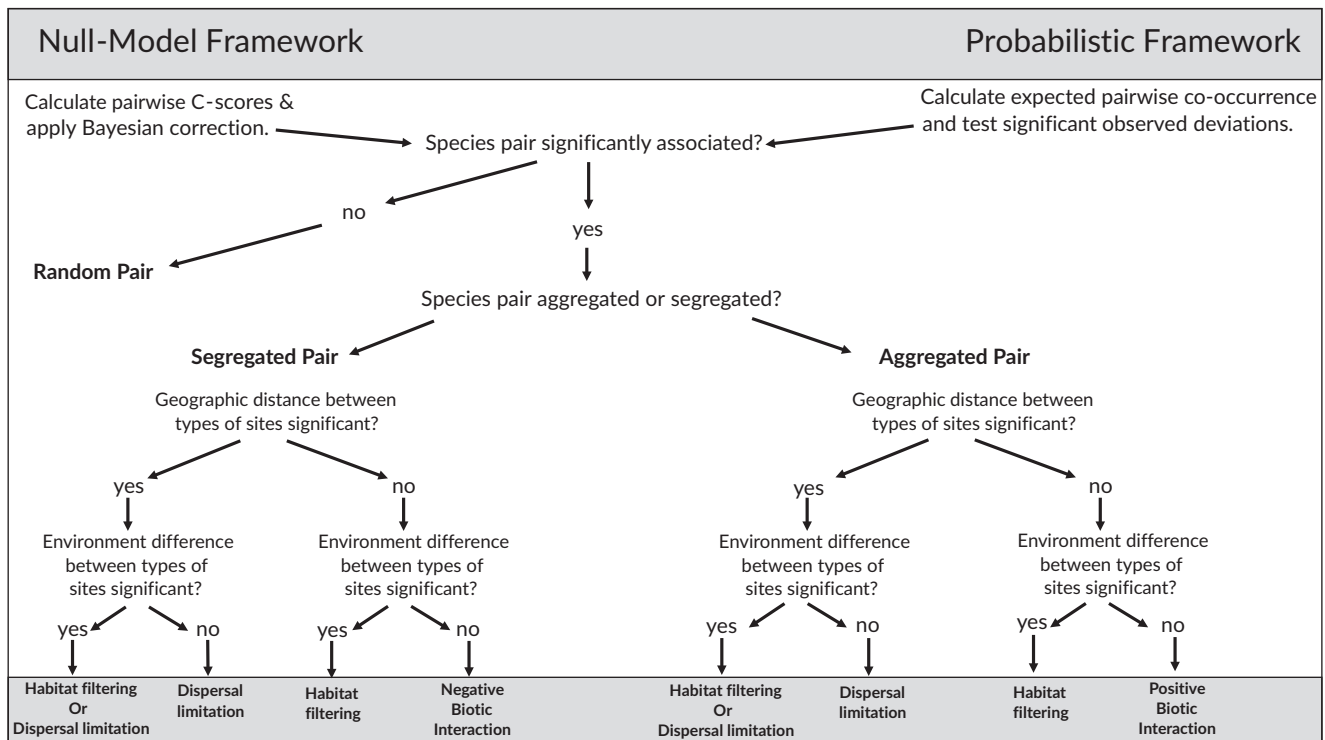 Null-Model Framework
Probabilistic Framework
Calculate pairwise C-scores &
apply Bayesian correction.
Calculate expected pairwise co-occurrence
and test significant observed deviations.
Species pair significantly associated?
no
yes
Random Pair
Species pair aggregated or segregated?
Segregated Pair
Aggregated Pair
Geographic distance between
types of sites significant?
Geographic distance between
types of sites significant?
yes
no
yes
no
Environment difference
between types of
sites significant?
Environment difference
between types of
sites significant?
Environment difference
between types of
sites significant?
Environment difference
between types of
sites significant?
yes
no
yes
no
yes
no
yes
no
Habitat filtering
Or
Dispersal limitation
Dispersal
limitation
Habitat
filtering
Negative
Biotic
Interaction
Habitat filtering
Or
Dispersal limitation
Dispersal
limitation
Habitat
filtering
Positive
Biotic
Interaction